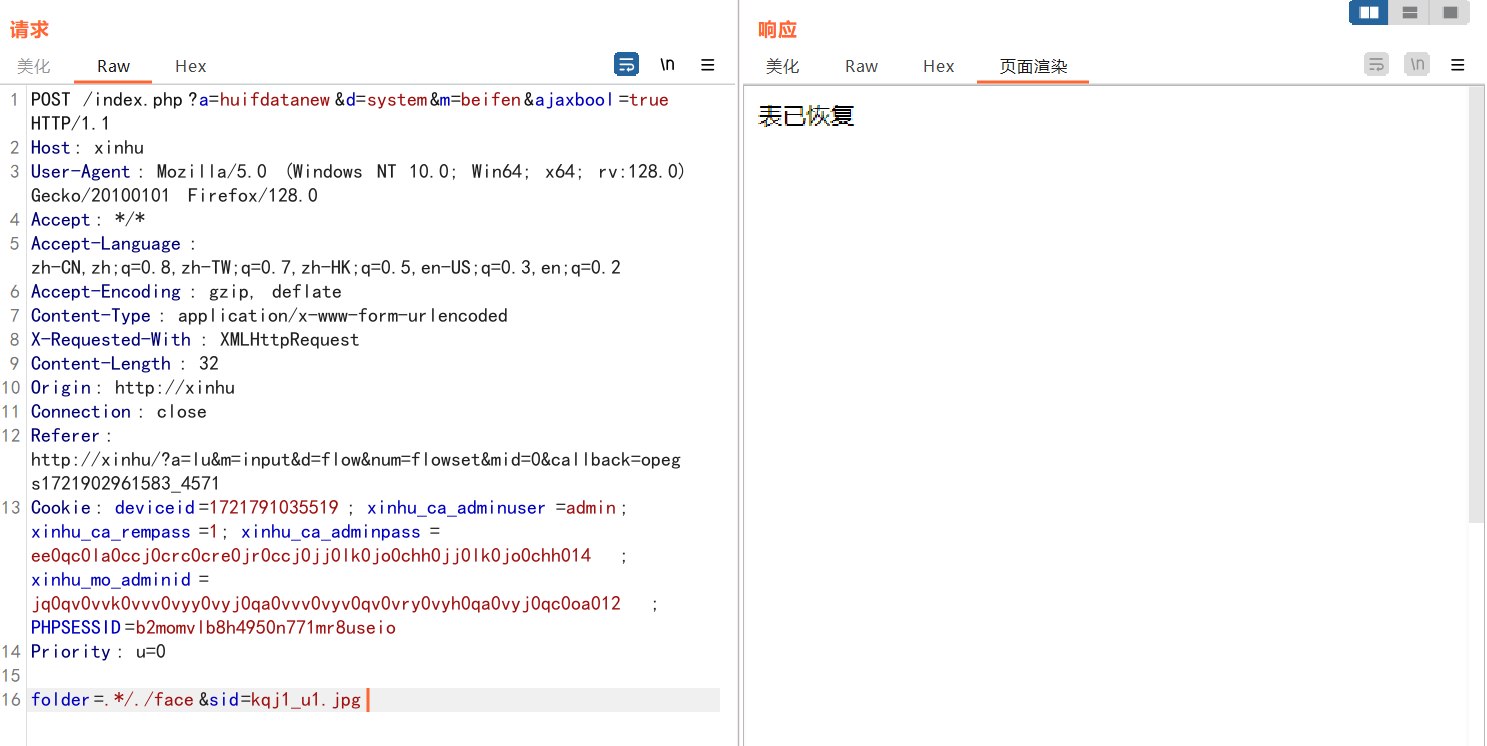 请求
美化 Raw Hex \n
1 POST /index.php?a=huifdatanew&d=system&m=beifen&ajaxbool=true
HTTP/1.1
2 Host: xinhu
3 User-Agent: Mozilla/5.0 (Windows NT 10.0; Win64; x64; rv:128.0)
Gecko/20100101 Firefox/128.0
4 Accept: */*
5 Accept-Language:
zh-CN,zh;q=0.8,zh-TW;q=0.7,zh-HK;q=0.5,en-US;q=0.3,en;q=0.2
6 Accept-Encoding: gzip, deflate
7 Content-Type: application/x-www-form-urlencoded
8 X-Requested-With: XMLHttpRequest
9 Content-Length: 32
10 Origin: http://xinhu
11 Connection: close
12 Referer:
http://xinhu/?a=lu&m=input&d=flow&num=flowset&mid=0&callback=opeg
s1721902961583_4571
13 Cookie: deviceid=1721791035519; xinhu_ca_adminuser=admin;
xinhu_ca_rempass=1; xinhu_ca_adminpass=
ee0qc0la0ccj0crc0cre0jr0ccj0jj0lk0jo0chh0jj0lk0jo0chh014;
xinhu_mo_adminid=
jq0qv0vvk0vvv0vyy0vyj0qa0vvv0vyv0qv0vry0vyh0qa0vyj0qc0oa012;
PHPSESSID=b2momvlb8h4950n771mr8useio
14 Priority: u=0
15
16 folder=.*/./face&sid=kqj1_u1.jpg
响应
美化 Raw Hex 页面渲染 \n
表已恢复